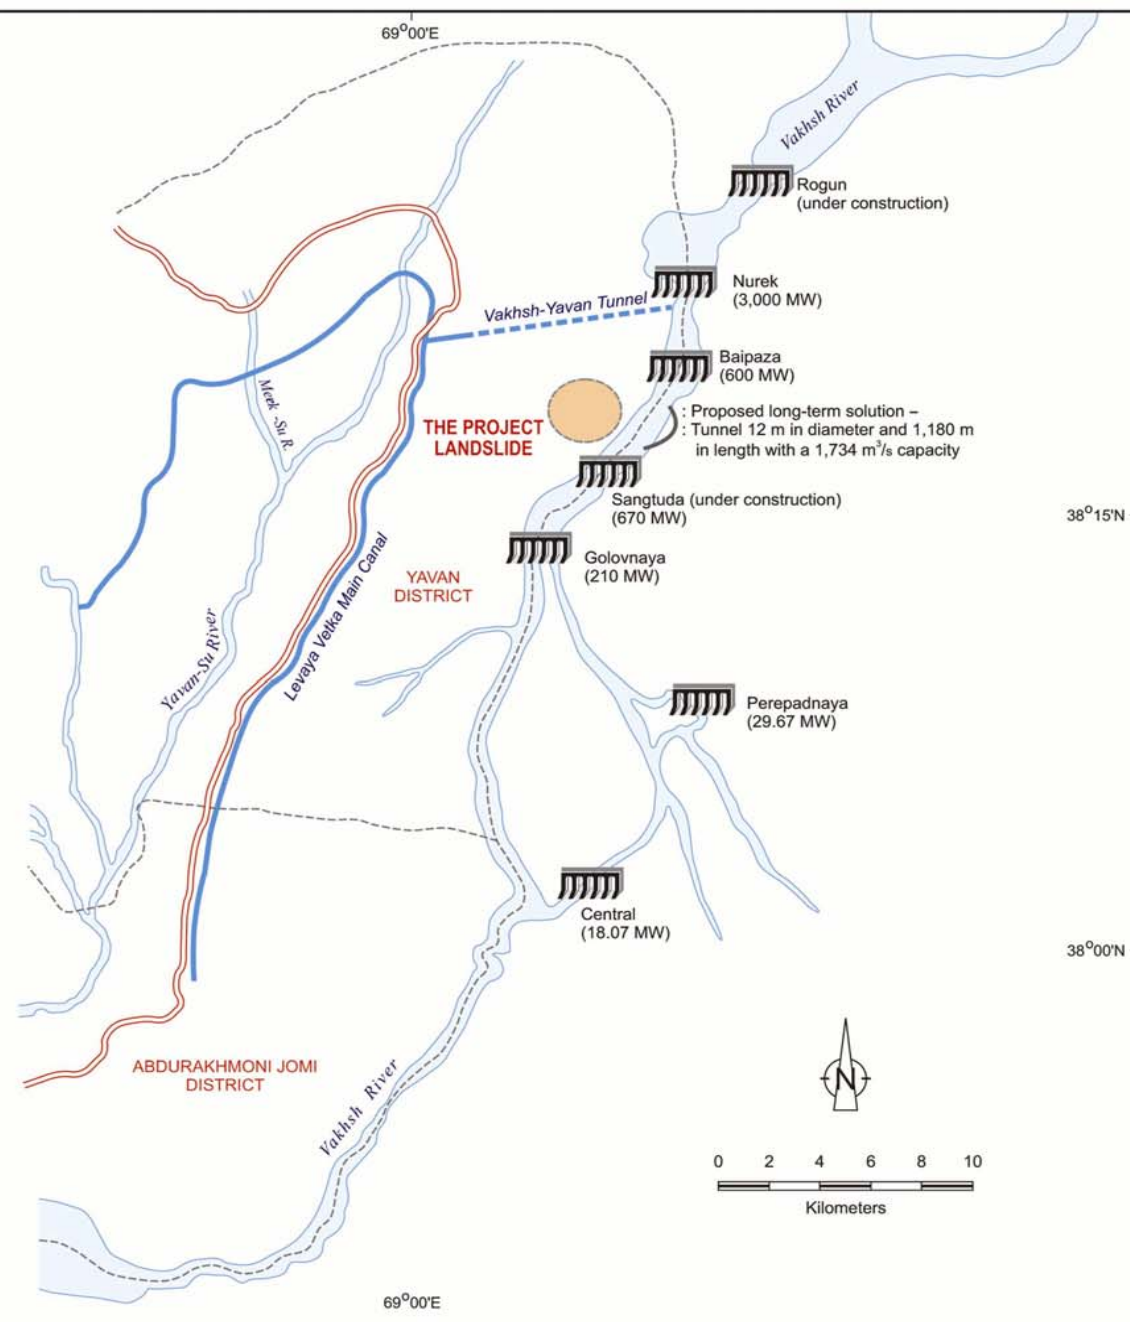 69°00'E
Vakhsh River
Rogun
(under construction)
Nurek
(3,000 MW)
Vakhsh-Yavan Tunnel
Baipaza
(600 MW)
Meek -Su R.
THE PROJECT
LANDSLIDE
: Proposed long-term solution –
: Tunnel 12 m in diameter and 1,180 m
in length with a 1,734 m³/s capacity
Sangtuda (under construction)
(670 MW)
38°15'N
Golovnaya
(210 MW)
YAVAN
DISTRICT
Levaya Vetka Main Canal
Yavan-Su River
Perepadnaya
(29.67 MW)
Central
(18.07 MW)
38°00'N
ABDURAKHMONI JOMI
DISTRICT
Vakhsh River
N
0 2 4 6 8 10
Kilometers
69°00'E